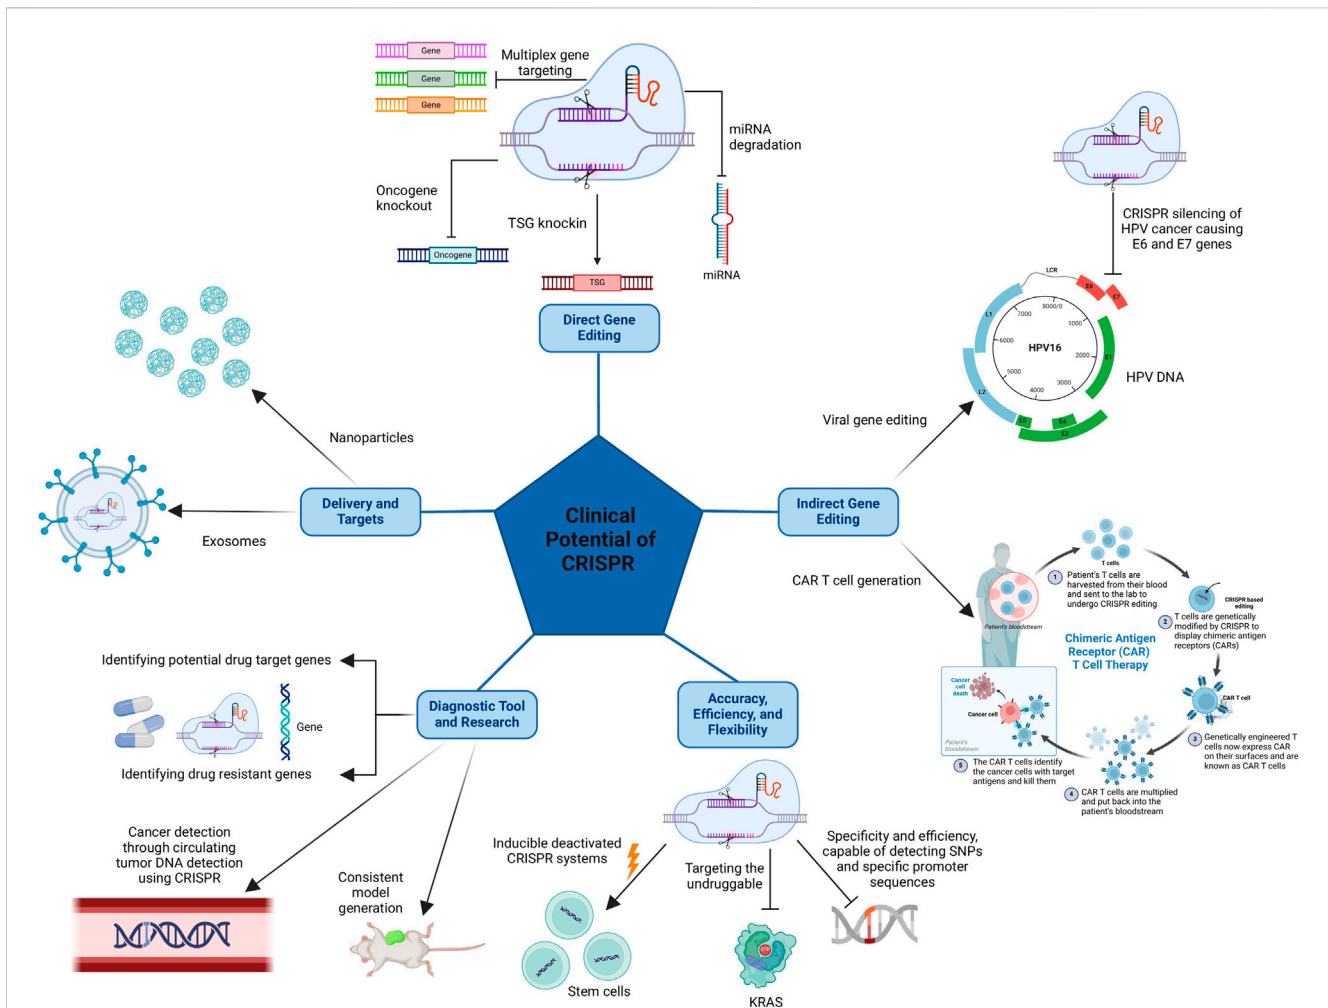 Gene
Gene
Gene
Multiplex gene
targeting
miRNA
degradation
Oncogene
knockout
TSG knockin
Oncogene
miRNA
TSG
Direct Gene
Editing
CRISPR silencing of
HPV cancer causing
E6 and E7 genes
LCR
E6
E7
L1
8000/0
7000
1000
6000
HPV16
2000
E1
5000
3000
4000
L2
E5
E4
E2
HPV DNA
Viral gene editing
Nanoparticles
Delivery and
Targets
Exosomes
Clinical
Potential of
CRISPR
Indirect Gene
Editing
CAR T cell generation
T cells
1
Patient's T cells are
harvested from their blood
and sent to the lab to
undergo CRISPR editing
Patient's bloodstream
CRISPR based
editing
2
T cells are genetically
modified by CRISPR to
display chimeric antigen
receptors (CARs)
Chimeric Antigen
Receptor (CAR)
T Cell Therapy
Cancer
cell
death
Cancer cell
Patient's
bloodstream
CAR T cell
3
Genetically engineered T
cells now express CAR
on their surfaces and are
known as CAR T cells
5
The CAR T cells identify
the cancer cells with target
antigens and kill them
4
CAR T cells are multiplied
and put back into the
patient's bloodstream
Identifying potential drug target genes
Gene
Identifying drug resistant genes
Diagnostic Tool
and Research
Accuracy,
Efficiency, and
Flexibility
Cancer detection
through circulating
tumor DNA detection
using CRISPR
Consistent
model
generation
Inducible deactivated
CRISPR systems
Stem cells
Targeting the
undruggable
GTP
KRAS
Specificity and efficiency,
capable of detecting SNPs
and specific promoter
sequences